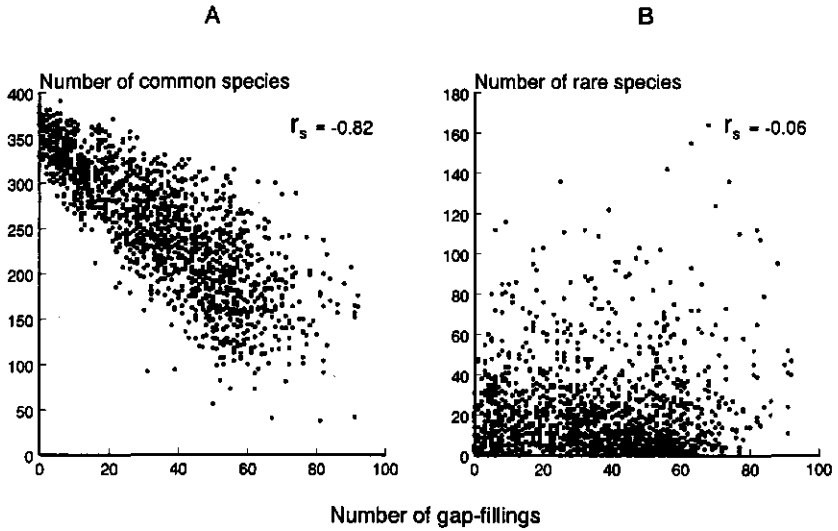 A
B
Number of common species
Number of rare species
400
350
300
250
200
150
100
50
0
r_s = -0.82
0 20 40 60 80 100
180
160
140
120
100
80
60
40
20
0
r_s = -0.06
0 20 40 60 80 100
Number of gap-fillings